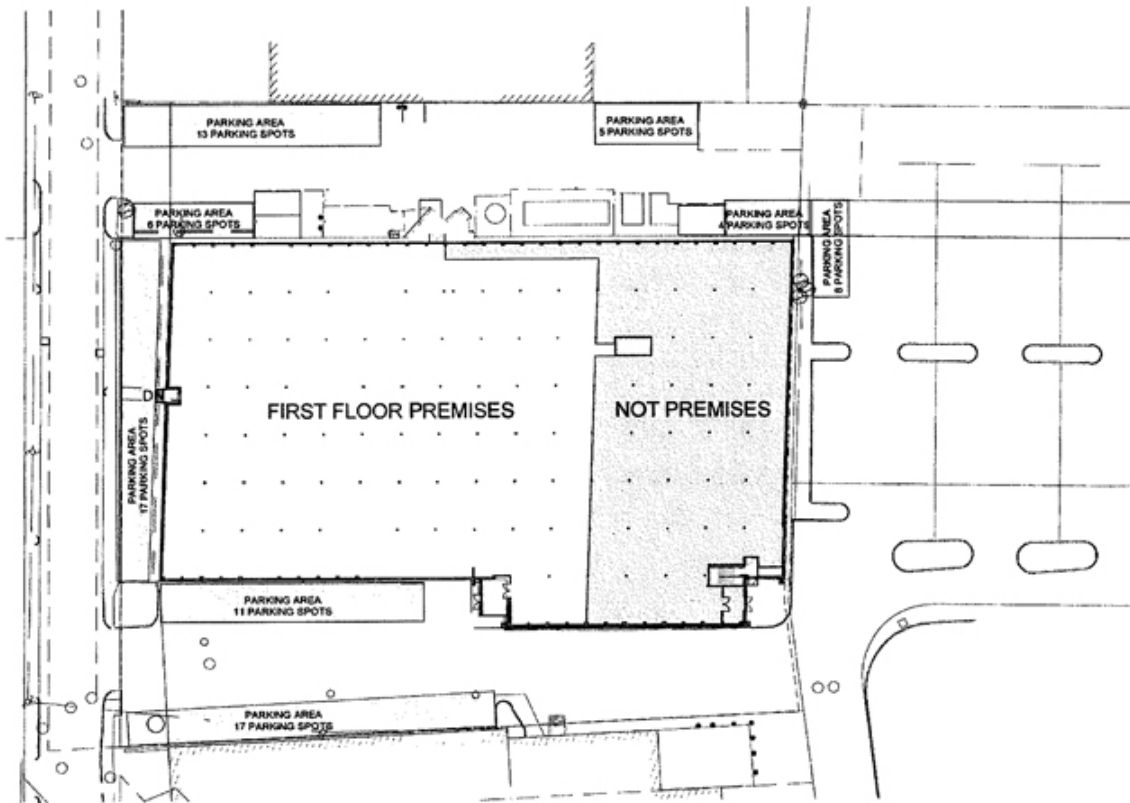 PARKING AREA
13 PARKING SPOTS
PARKING AREA
5 PARKING SPOTS
PARKING AREA
6 PARKING SPOTS
PARKING AREA
4 PARKING SPOTS
PARKING AREA
8 PARKING SPOTS
DN
FIRST FLOOR PREMISES
NOT PREMISES
PARKING AREA
17 PARKING SPOTS
PARKING AREA
11 PARKING SPOTS
PARKING AREA
17 PARKING SPOTS